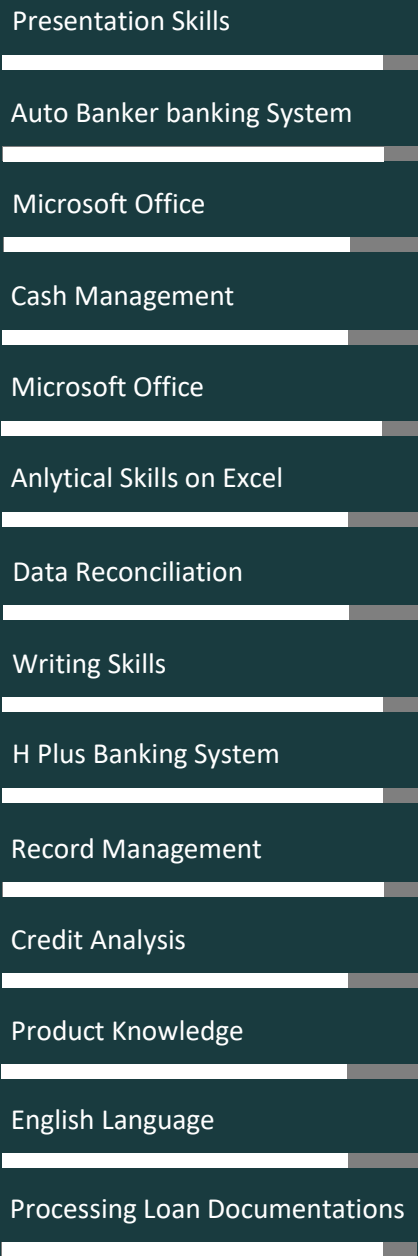 Presentation Skills
Auto Banker banking System
Microsoft Office
Cash Management
Microsoft Office
Anlytical Skills on Excel
Data Reconciliation
Writing Skills
H Plus Banking System
Record Management
Credit Analysis
Product Knowledge
English Language
Processing Loan Documentations